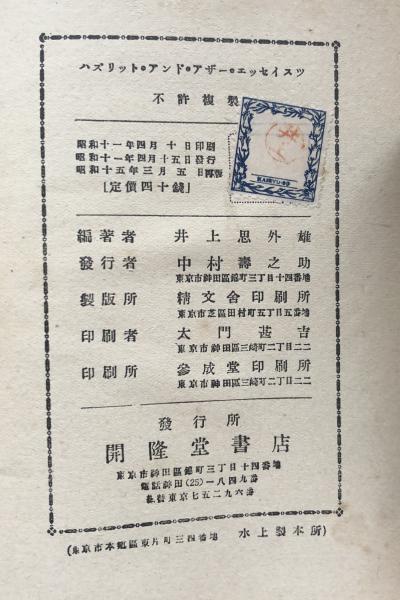 ハズリット・アンド・アザー・エッセイスツ
不許複製
昭和十一年四月十日印刷
昭和十一年四月十五日發行
昭和十五年三月五日再版
[定價四十錢]
KAIRYU-DO
編著者 井上思外雄
發行者 中村壽之助
東京市神田區錦町三丁目十四番地
製版所 精文舍印刷所
東京市芝區田村町五丁目五番地
印刷者 太門甚吉
東京市神田區三崎町二丁目二二
印刷所 參成堂印刷所
東京市神田區三崎町二丁目二二
發行所
開隆堂書店
東京市神田區錦町三丁目十四番地
電話神田(25)一八四九番
振替東京七五二九六番
(東京市本鄕區東片町三四番地 水上製本所)